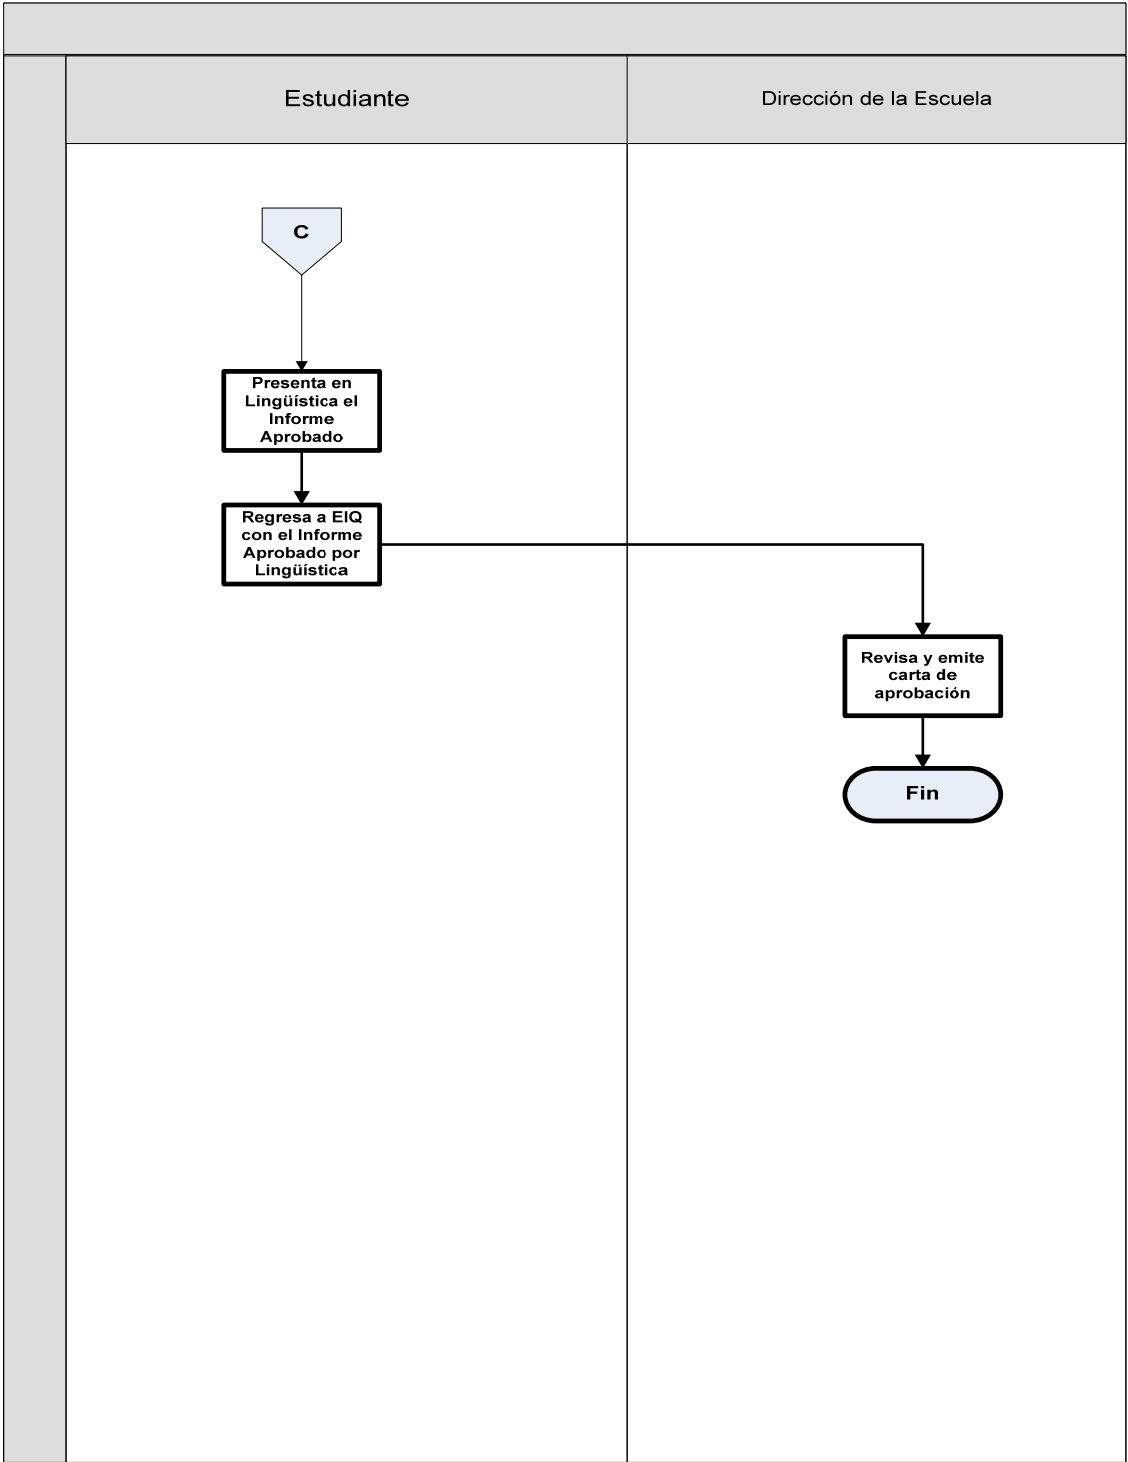 Estudiante
Dirección de la Escuela
C
Presenta en
Lingüística el
Informe
Aprobado
Regresa a EIQ
con el Informe
Aprobado por
Lingüística
Revisa y emite
carta de
aprobación
Fin